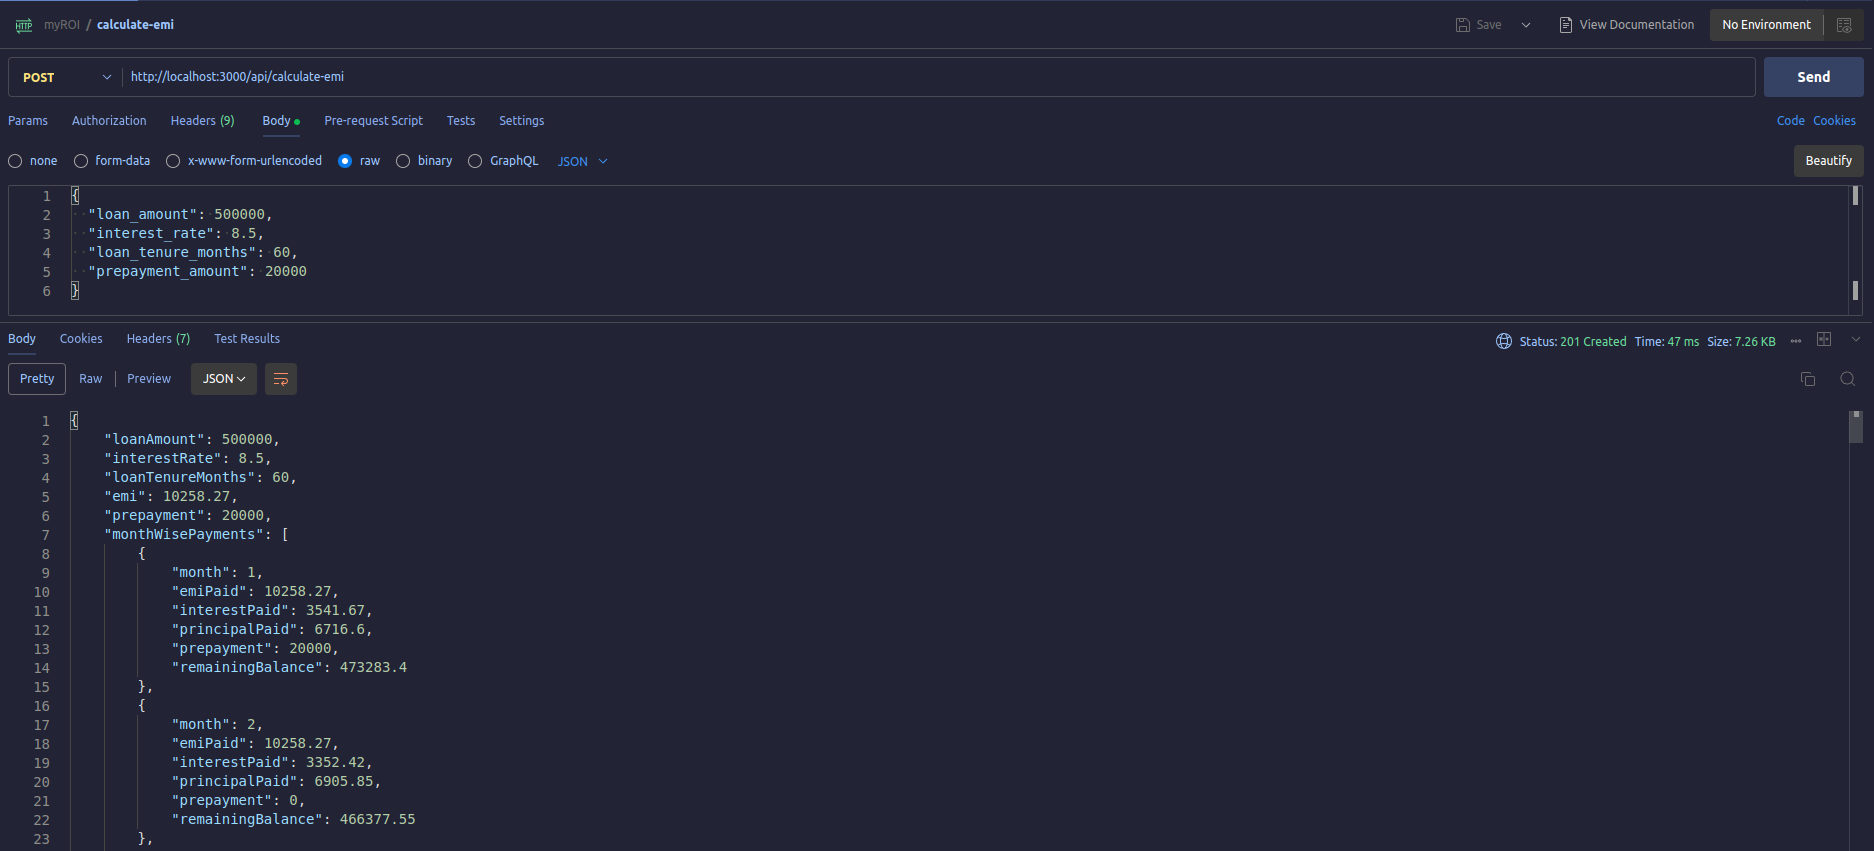 HTTP myROI / calculate-emi Save View Documentation No Environment
POST http://localhost:3000/api/calculate-emi Send
Params Authorization Headers (9) Body Pre-request Script Tests Settings Code Cookies
none form-data x-www-form-urlencoded raw binary GraphQL JSON Beautify
1 {
2 "loan_amount": 500000,
3 "interest_rate": 8.5,
4 "loan_tenure_months": 60,
5 "prepayment_amount": 20000
6 }
Body Cookies Headers (7) Test Results Status: 201 Created Time: 47 ms Size: 7.26 KB
Pretty Raw Preview JSON
1 {
2 "loanAmount": 500000,
3 "interestRate": 8.5,
4 "loanTenureMonths": 60,
5 "emi": 10258.27,
6 "prepayment": 20000,
7 "monthWisePayments": [
8 {
9 "month": 1,
10 "emiPaid": 10258.27,
11 "interestPaid": 3541.67,
12 "principalPaid": 6716.6,
13 "prepayment": 20000,
14 "remainingBalance": 473283.4
15 },
16 {
17 "month": 2,
18 "emiPaid": 10258.27,
19 "interestPaid": 3352.42,
20 "principalPaid": 6905.85,
21 "prepayment": 0,
22 "remainingBalance": 466377.55
23 },